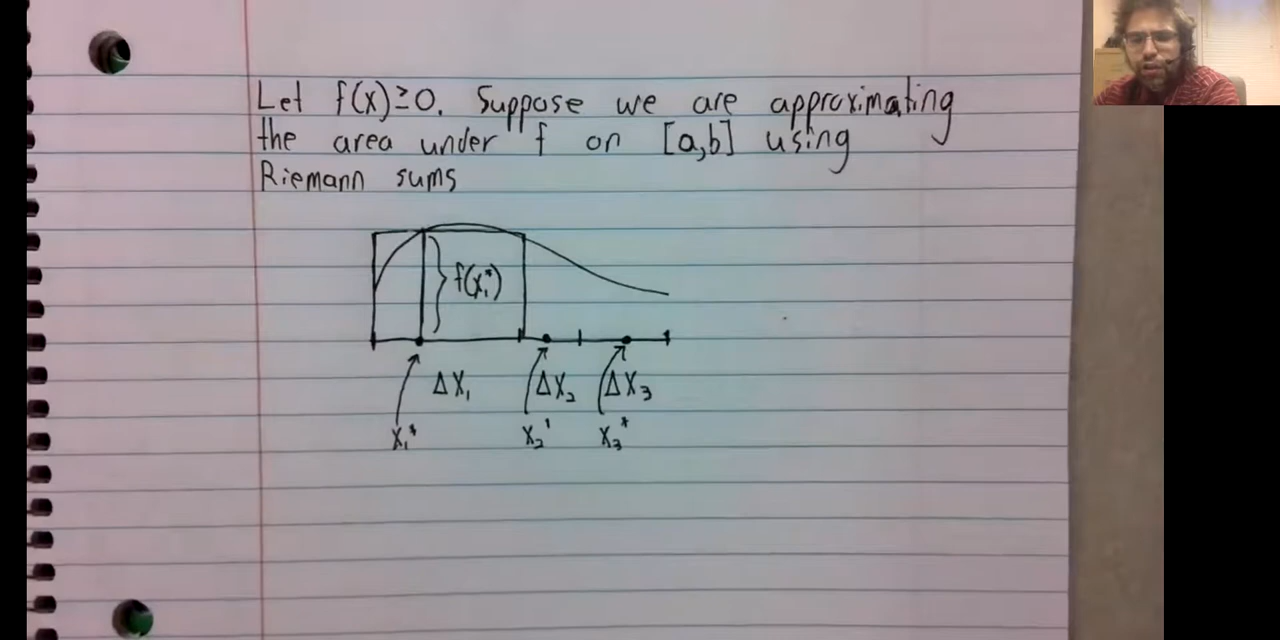 Let f(x)≥0. Suppose we are approximating
the area under f on [a,b] using
Riemann sums
f(x₁*)
Δx₁ Δx₂ Δx₃
x₁* x₂* x₃*